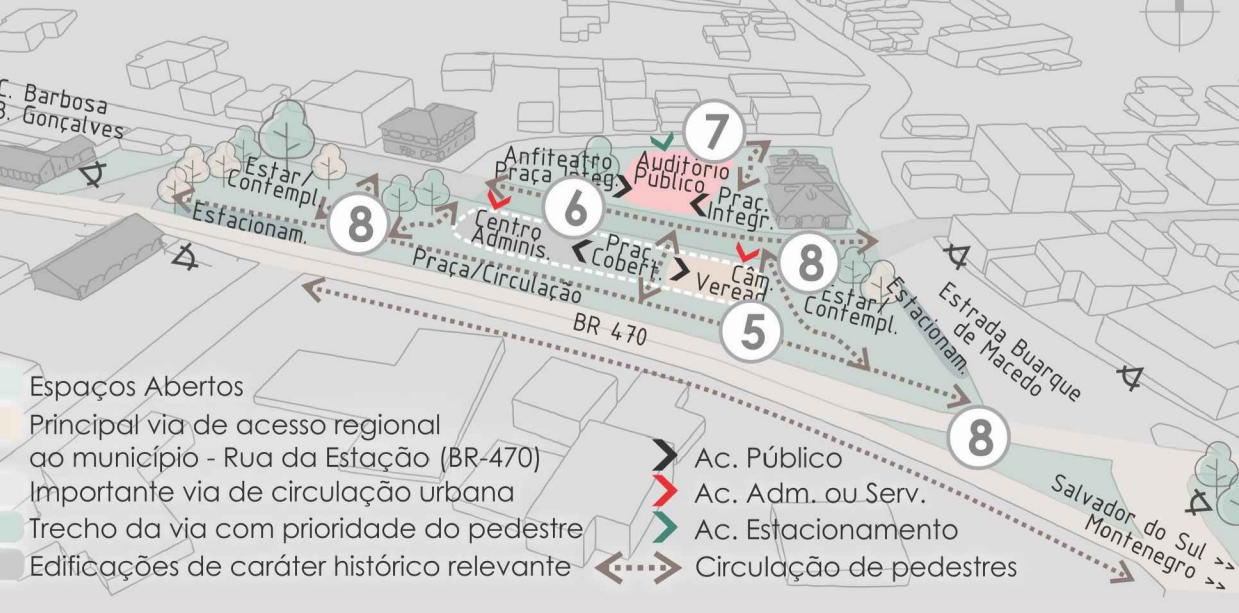 C. Barbosa
B. Gonçalves
Estar/
Contempl.
Estacionam.
8
Anfiteatro
Praça Integ.
6
7
Auditório
Público
Praç.
Integr.
Centro
Adminis.
Praç.
Cobert.
Câm.
Veread.
8
Praça/Circulação
5
Estar/
Contempl.
Estacionam.
Estrada Buarque
de Macedo
BR 470
8
Salvador do Sul >>
Montenegro >>
Espaços Abertos
Principal via de acesso regional
ao município - Rua da Estação (BR-470)
Importante via de circulação urbana
Trecho da via com prioridade do pedestre
Edificações de caráter histórico relevante
Ac. Público
Ac. Adm. ou Serv.
Ac. Estacionamento
Circulação de pedestres